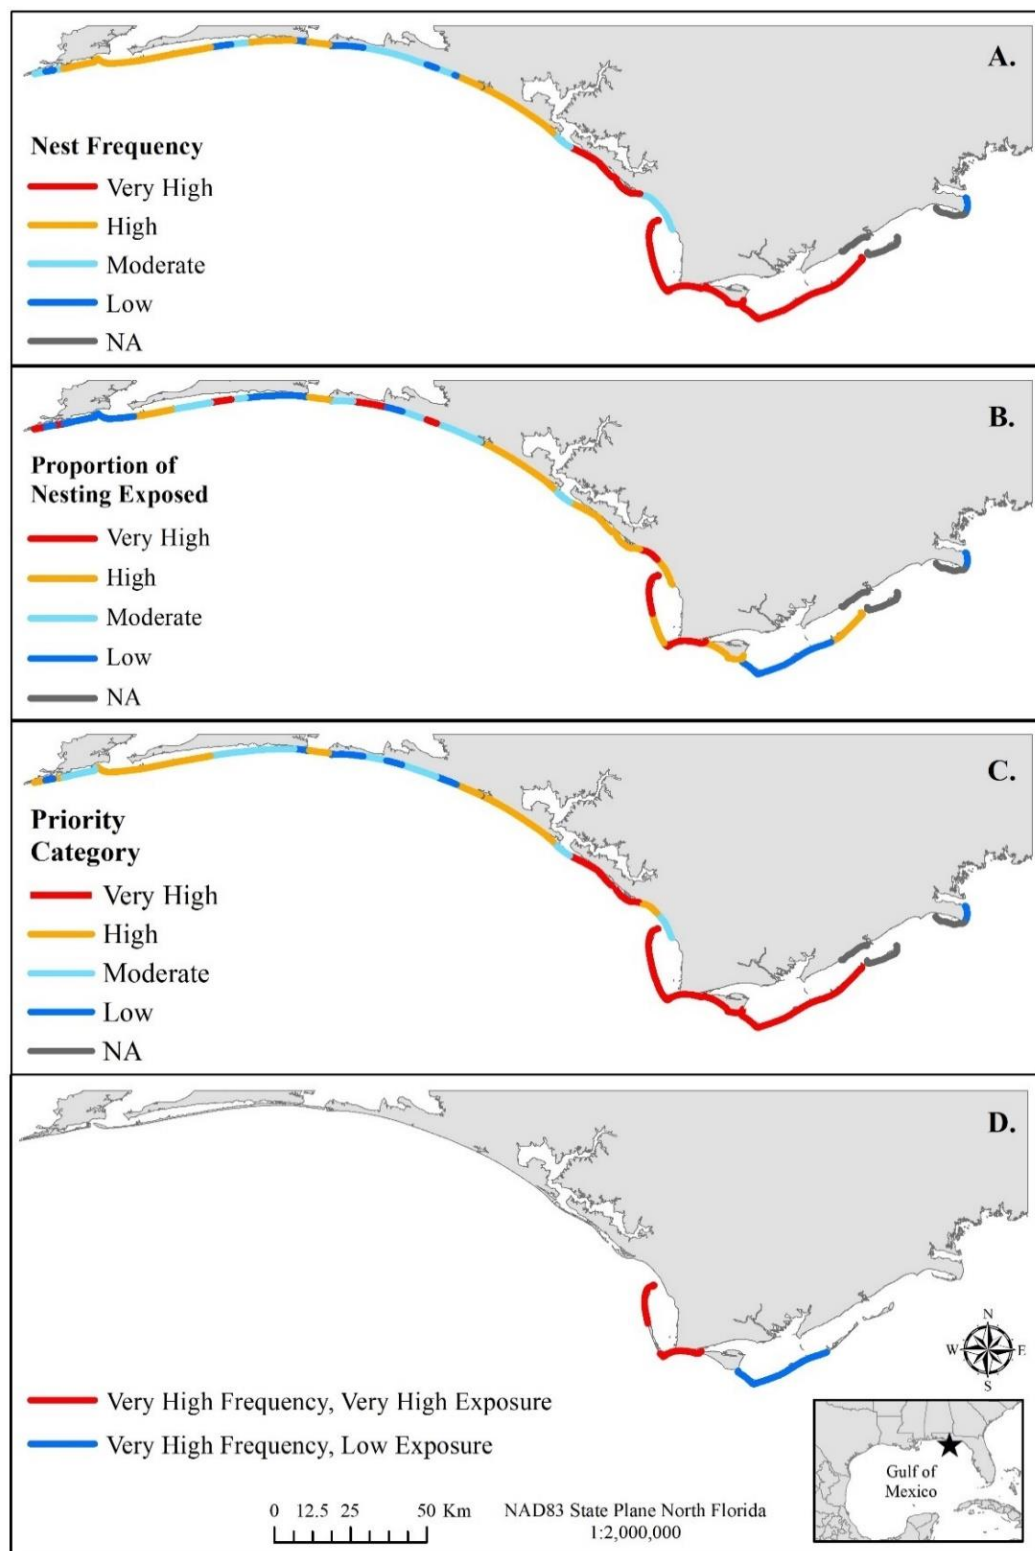 A.
Nest Frequency
Very High
High
Moderate
Low
NA
B.
Proportion of
Nesting Exposed
Very High
High
Moderate
Low
NA
C.
Priority
Category
Very High
High
Moderate
Low
NA
D.
N
W E
S
Very High Frequency, Very High Exposure
Very High Frequency, Low Exposure
Gulf of
Mexico
0 12.5 25 50 Km
NAD83 State Plane North Florida
1:2,000,000